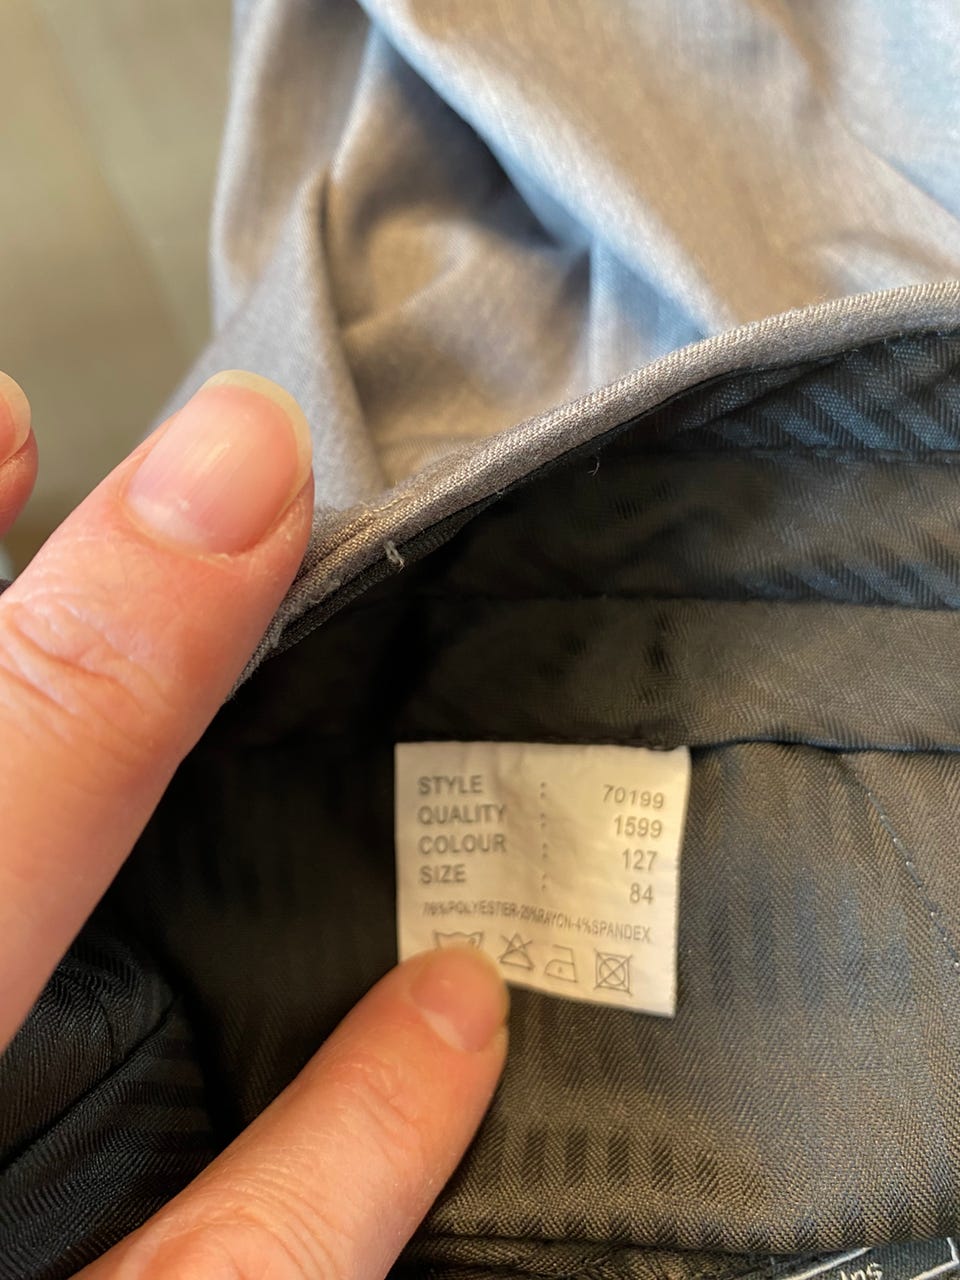 STYLE : 70199
QUALITY : 1599
COLOUR : 127
SIZE : 84
76%POLYESTER-20%RAYON-4%SPANDEX